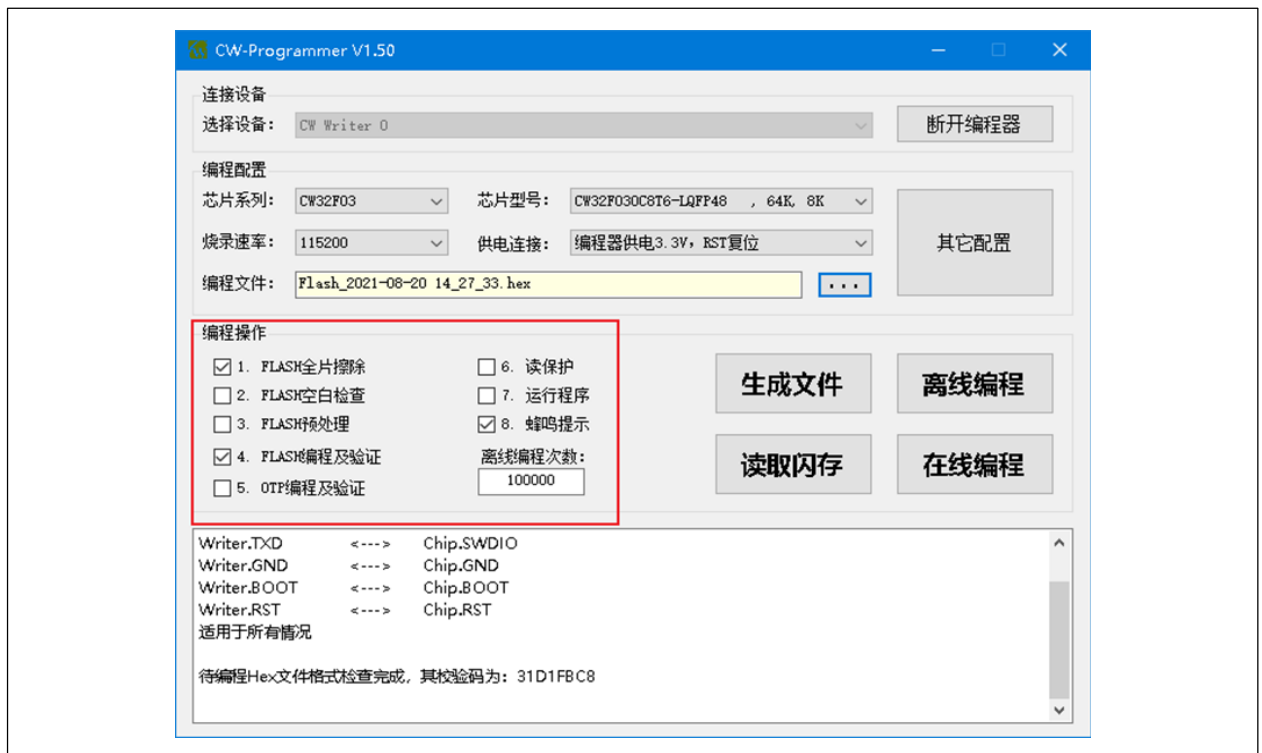 CW-Programmer V1.50
连接设备
选择设备： CW Writer 0 断开编程器
编程配置
芯片系列： CW32F03 芯片型号： CW32F030C8T6-LQFP48 , 64K, 8K
烧录速率： 115200 供电连接： 编程器供电3.3V，RST复位 其它配置
编程文件： Flash_2021-08-20 14_27_33.hex ...
编程操作
1. FLASH全片擦除 6. 读保护
2. FLASH空白检查 7. 运行程序 生成文件 离线编程
3. FLASH预处理 8. 蜂鸣提示
4. FLASH编程及验证 离线编程次数： 读取闪存 在线编程
5. OTP编程及验证 100000
Writer.TXD <---> Chip.SWDIO
Writer.GND <---> Chip.GND
Writer.BOOT <---> Chip.BOOT
Writer.RST <---> Chip.RST
适用于所有情况
待编程Hex文件格式检查完成，其校验码为：31D1FBC8